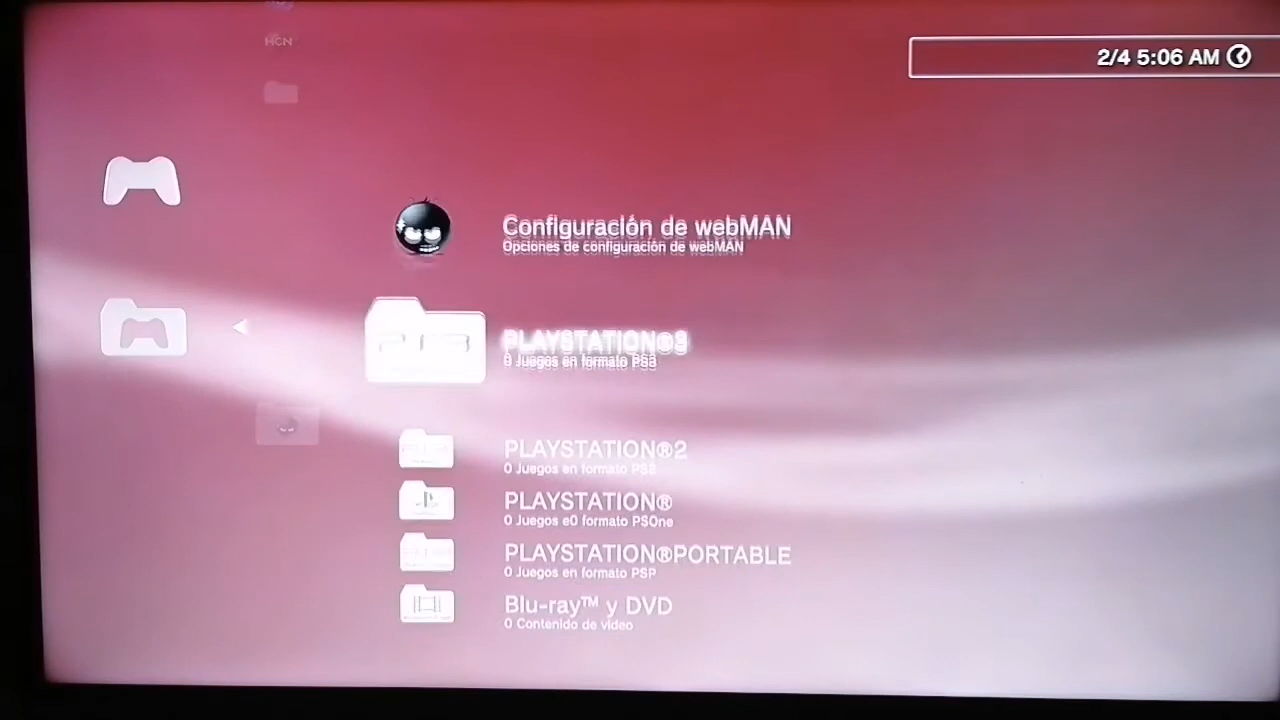 HCN
2/4 5:06 AM
Configuración de webMAN
Opciones de configuración de webMAN
PLAYSTATION®3
0 Juegos en formato PS3
PLAYSTATION®2
0 Juegos en formato PS2
PLAYSTATION®
0 Juegos e0 formato PSOne
PLAYSTATION®PORTABLE
0 Juegos en formato PSP
Blu-ray™ y DVD
0 Contenido de vídeo